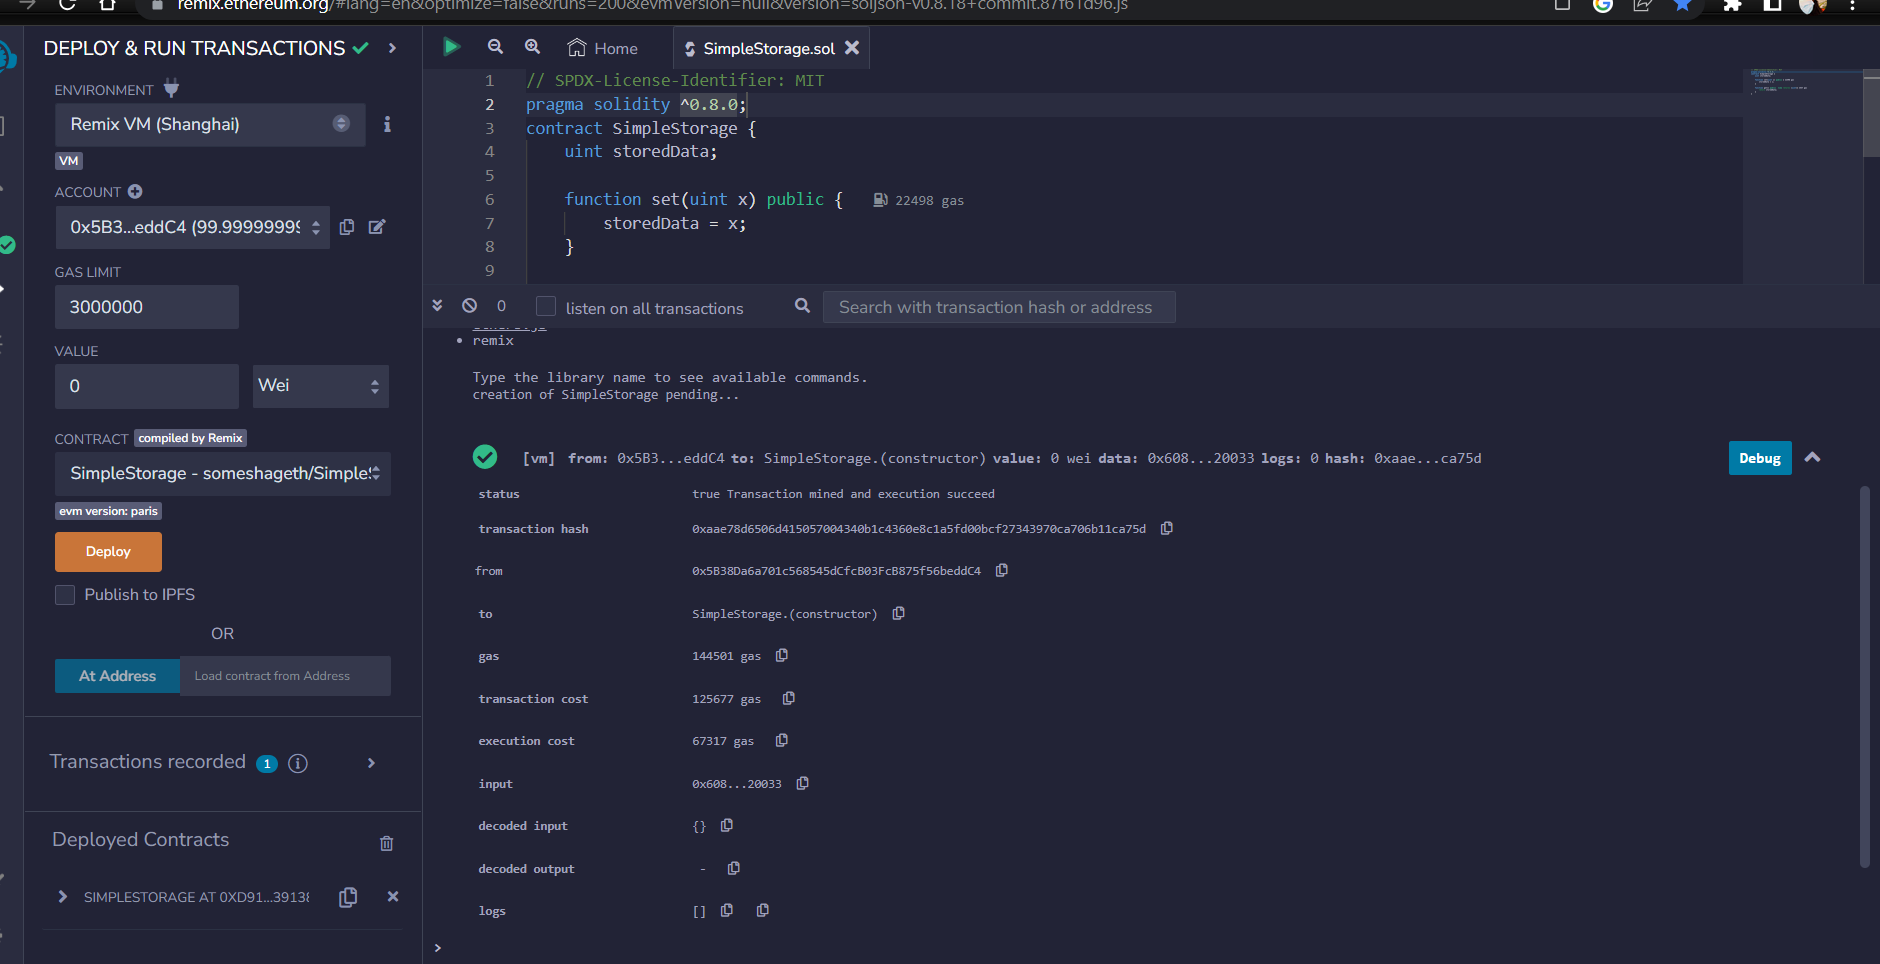 remix.ethereum.org/#lang=en&optimize=false&runs=200&evmVersion=null&version=soljson-v0.8.18+commit.87f61d96.js
DEPLOY & RUN TRANSACTIONS
ENVIRONMENT
Remix VM (Shanghai)
VM
ACCOUNT
0x5B3...eddC4 (99.99999999
GAS LIMIT
3000000
VALUE
0
Wei
CONTRACT compiled by Remix
SimpleStorage - someshageth/Simple
evm version: paris
Deploy
Publish to IPFS
OR
At Address
Load contract from Address
Transactions recorded 1
Deployed Contracts
SIMPLESTORAGE AT 0XD91...39138
Home
SimpleStorage.sol
1 // SPDX-License-Identifier: MIT
2 pragma solidity ^0.8.0;
3 contract SimpleStorage {
4 uint storedData;
5
6 function set(uint x) public { 22498 gas
7 storedData = x;
8 }
9
0
listen on all transactions
Search with transaction hash or address
remix
Type the library name to see available commands.
creation of SimpleStorage pending...
[vm] from: 0x5B3...eddC4 to: SimpleStorage.(constructor) value: 0 wei data: 0x608...20033 logs: 0 hash: 0xaae...ca75d
Debug
status true Transaction mined and execution succeed
transaction hash 0xaae78d6506d415057004340b1c4360e8c1a5fd00bcf27343970ca706b11ca75d
from 0x5B38Da6a701c568545dCfcB03FcB875f56beddC4
to SimpleStorage.(constructor)
gas 144501 gas
transaction cost 125677 gas
execution cost 67317 gas
input 0x608...20033
decoded input {}
decoded output -
logs []
>